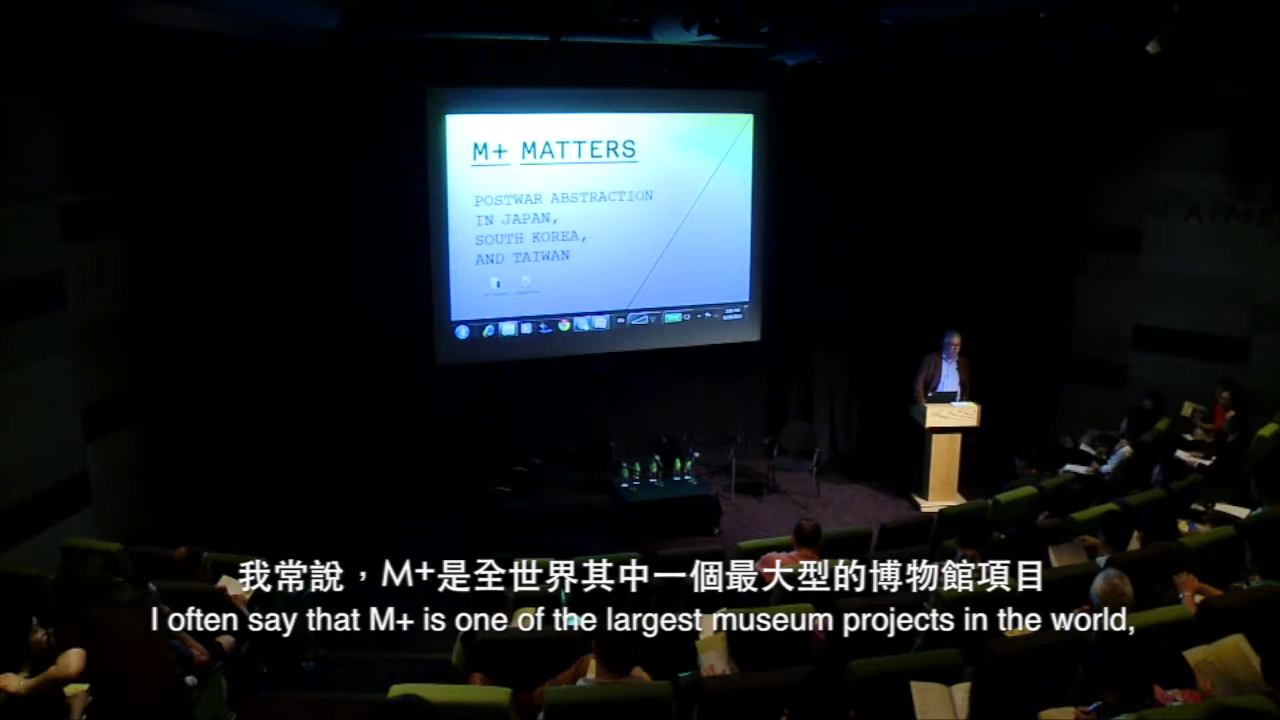 M+ MATTERS
POSTWAR ABSTRACTION
IN JAPAN,
SOUTH KOREA,
AND TAIWAN
J'AIME
我常說，M+是全世界其中一個最大型的博物館項目
I often say that M+ is one of the largest museum projects in the world,